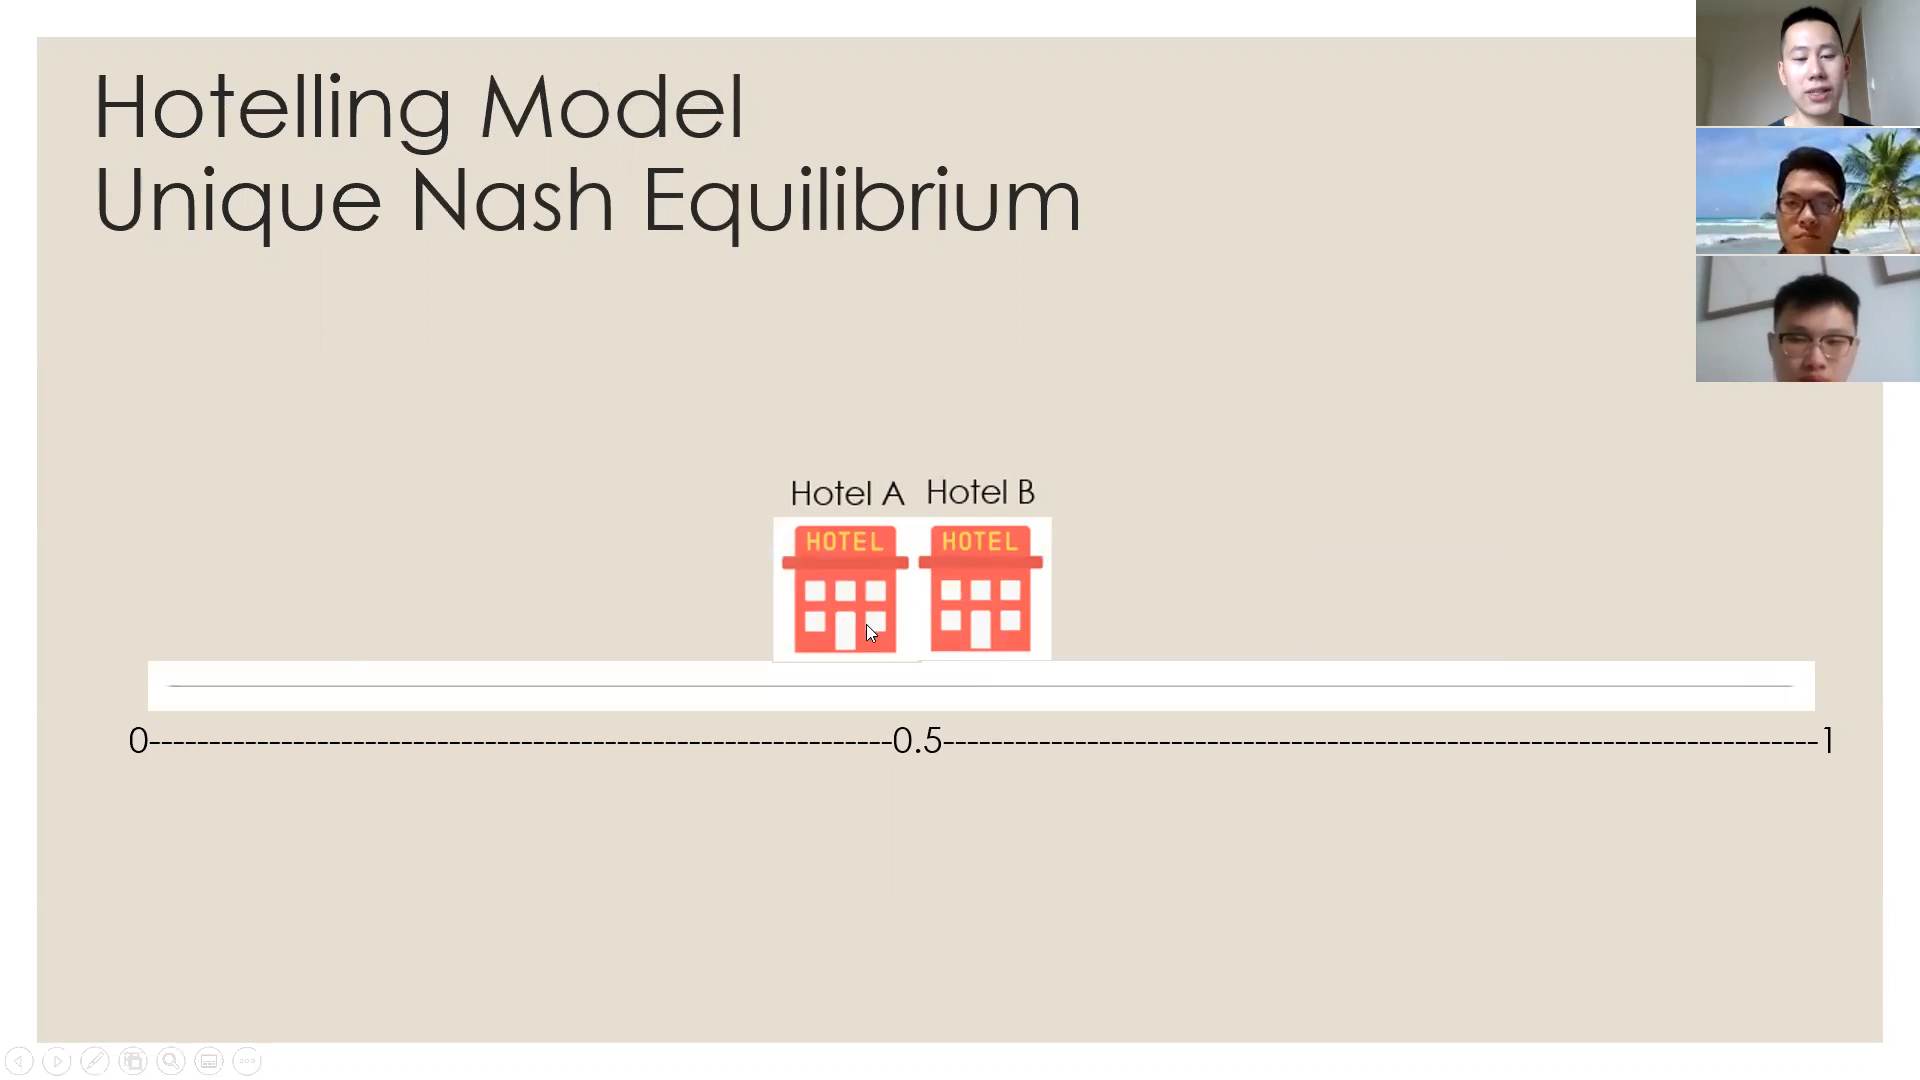 Hotelling Model
Unique Nash Equilibrium
Hotel A Hotel B
HOTEL HOTEL
0--------------------------------------------------------------0.5-------------------------------------------------------------------------1